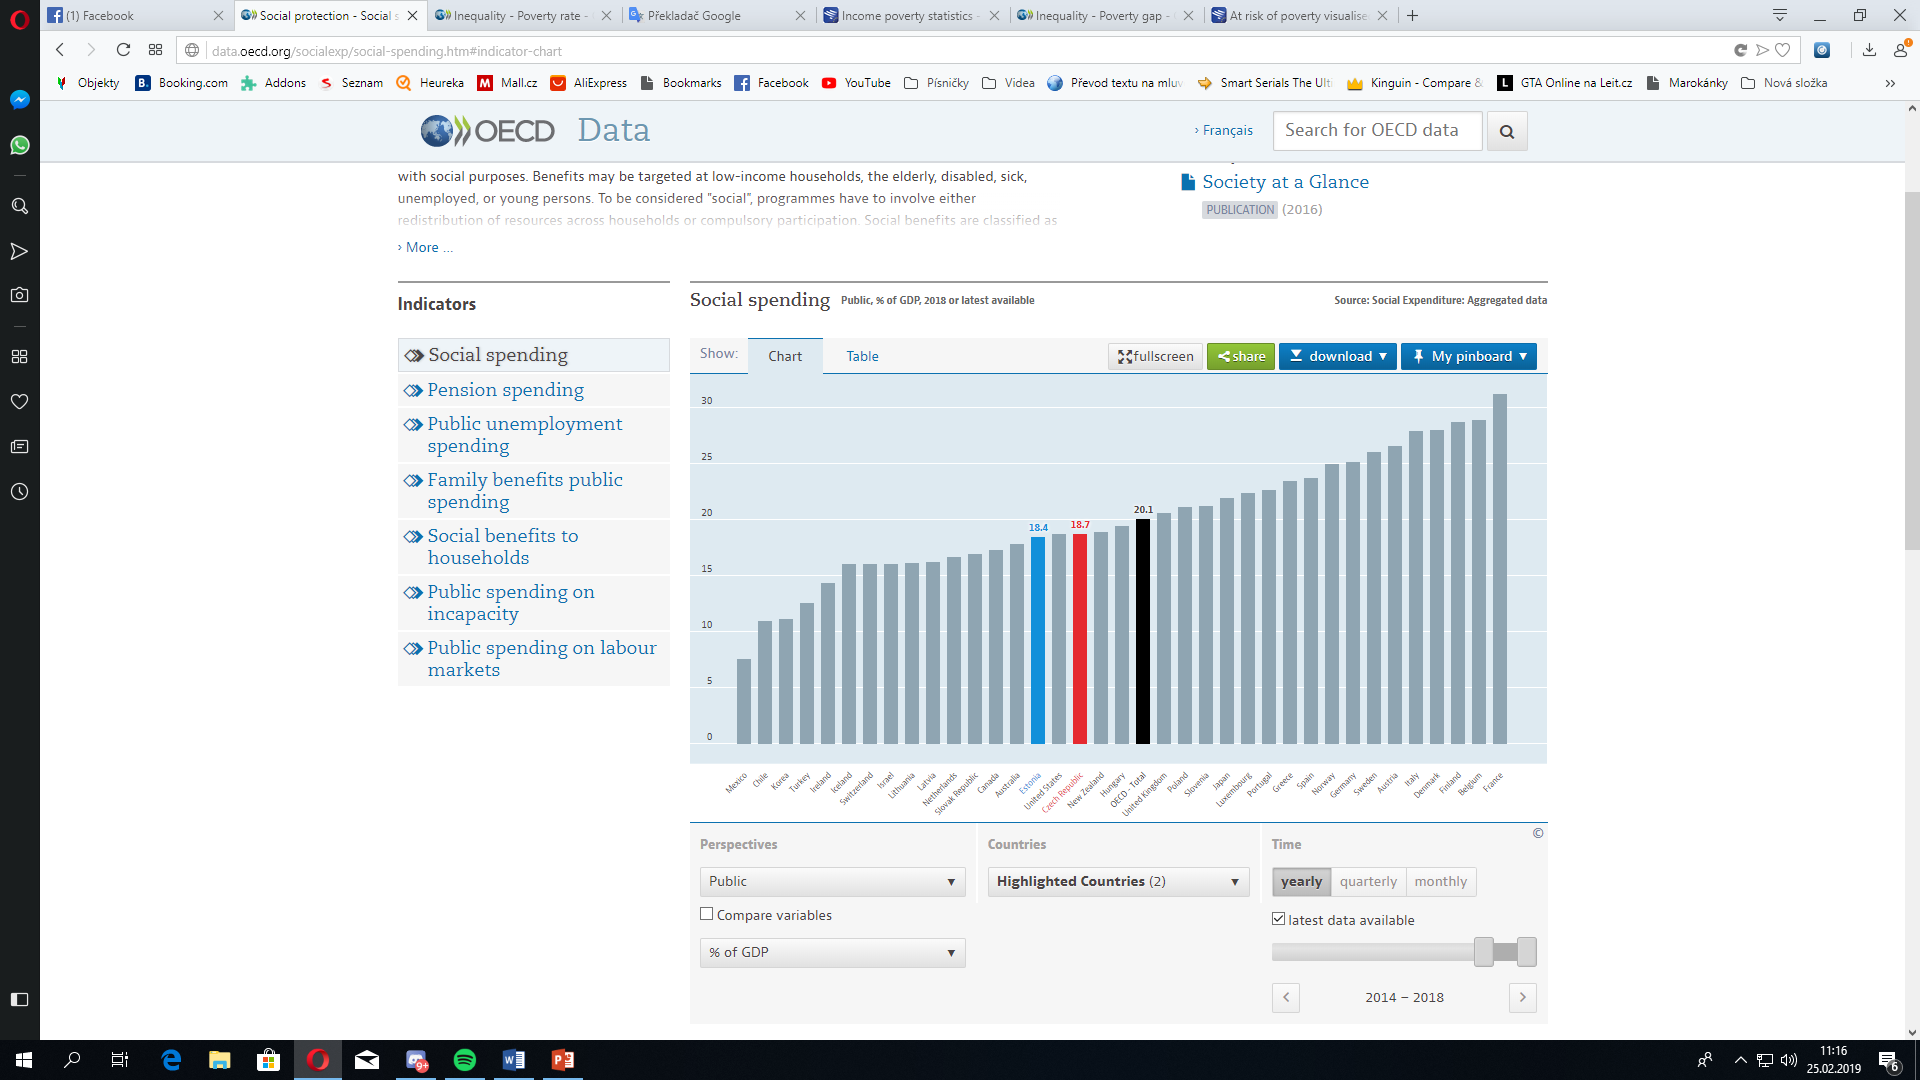 (1) Facebook
Social protection - Social s
Inequality - Poverty rate -
Překladač Google
Income poverty statistics -
Inequality - Poverty gap -
At risk of poverty visualise
data.oecd.org/socialexp/social-spending.htm#indicator-chart
Objekty
Booking.com
Addons
Seznam
Heureka
Mall.cz
AliExpress
Bookmarks
Facebook
YouTube
Písničky
Videa
Převod textu na mluv
Smart Serials The Ulti
Kinguin - Compare &
GTA Online na Leit.cz
Marokánky
Nová složka
OECD Data
› Français
Search for OECD data
with social purposes. Benefits may be targeted at low-income households, the elderly, disabled, sick,
unemployed, or young persons. To be considered "social", programmes have to involve either
redistribution of resources across households or compulsory participation. Social benefits are classified as
› More ...
Society at a Glance
PUBLICATION (2016)
Indicators
Social spending
Pension spending
Public unemployment
spending
Family benefits public
spending
Social benefits to
households
Public spending on
incapacity
Public spending on labour
markets
Social spending Public, % of GDP, 2018 or latest available
Source: Social Expenditure: Aggregated data
Show:
Chart
Table
fullscreen
share
download ▼
My pinboard ▼
30
25
20
15
10
5
0
18.4
18.7
20.1
Mexico
Chile
Korea
Turkey
Ireland
Iceland
Switzerland
Israel
Lithuania
Latvia
Netherlands
Slovak Republic
Canada
Australia
Estonia
United States
Czech Republic
New Zealand
Hungary
OECD - Total
United Kingdom
Poland
Slovenia
Japan
Luxembourg
Portugal
Greece
Spain
Norway
Germany
Sweden
Austria
Italy
Denmark
Finland
Belgium
France
©
Perspectives
Public
Compare variables
% of GDP
Countries
Highlighted Countries (2)
Time
yearly
quarterly
monthly
latest data available
2014 – 2018
9+
11:16
25.02.2019
6